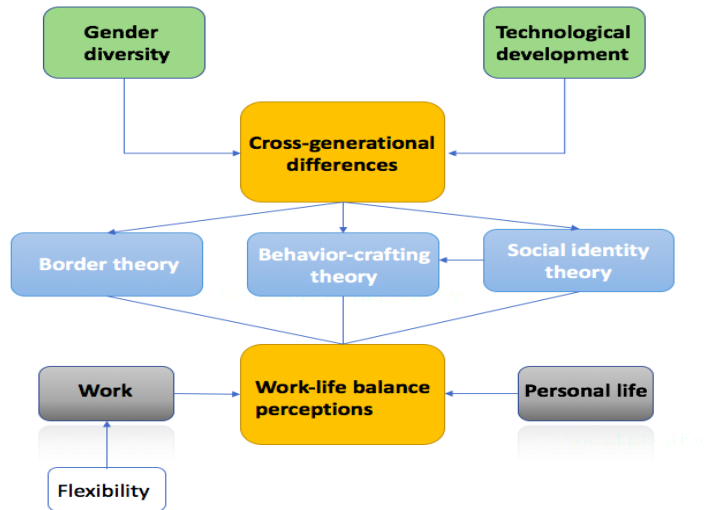 Gender
diversity
Technological
development
Cross-generational
differences
Border theory
Behavior-crafting
theory
Social identity
theory
Work
Work-life balance
perceptions
Personal life
Flexibility